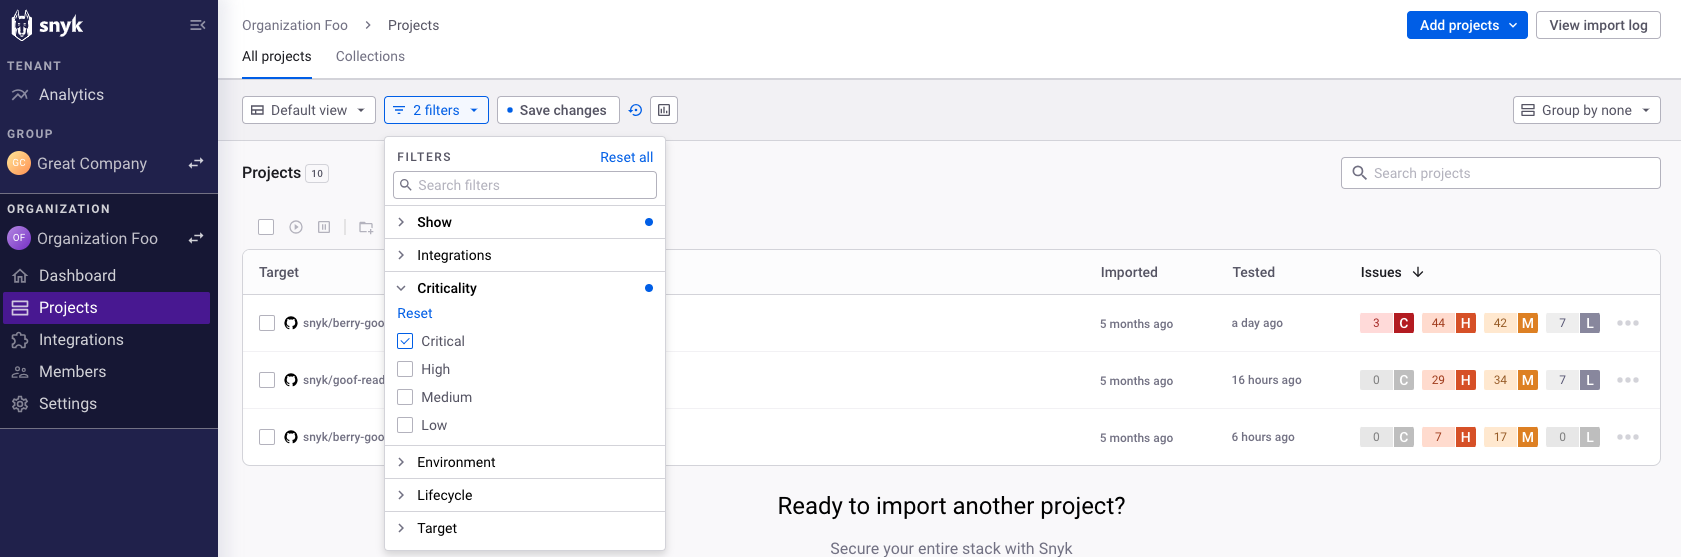 snyk
TENANT
Analytics
GROUP
GC Great Company
ORGANIZATION
OF Organization Foo
Dashboard
Projects
Integrations
Members
Settings
Organization Foo > Projects
Add projects
View import log
All projects Collections
Default view
2 filters
Save changes
Group by none
Projects 10
Search projects
FILTERS Reset all
Search filters
Show
Integrations
Criticality
Reset
Critical
High
Medium
Low
Environment
Lifecycle
Target
Target Imported Tested Issues
snyk/berry-goo 5 months ago a day ago 3 C 44 H 42 M 7 L
snyk/goof-read 5 months ago 16 hours ago 0 C 29 H 34 M 7 L
snyk/berry-goo 5 months ago 6 hours ago 0 C 7 H 17 M 0 L
Ready to import another project?
Secure your entire stack with Snyk